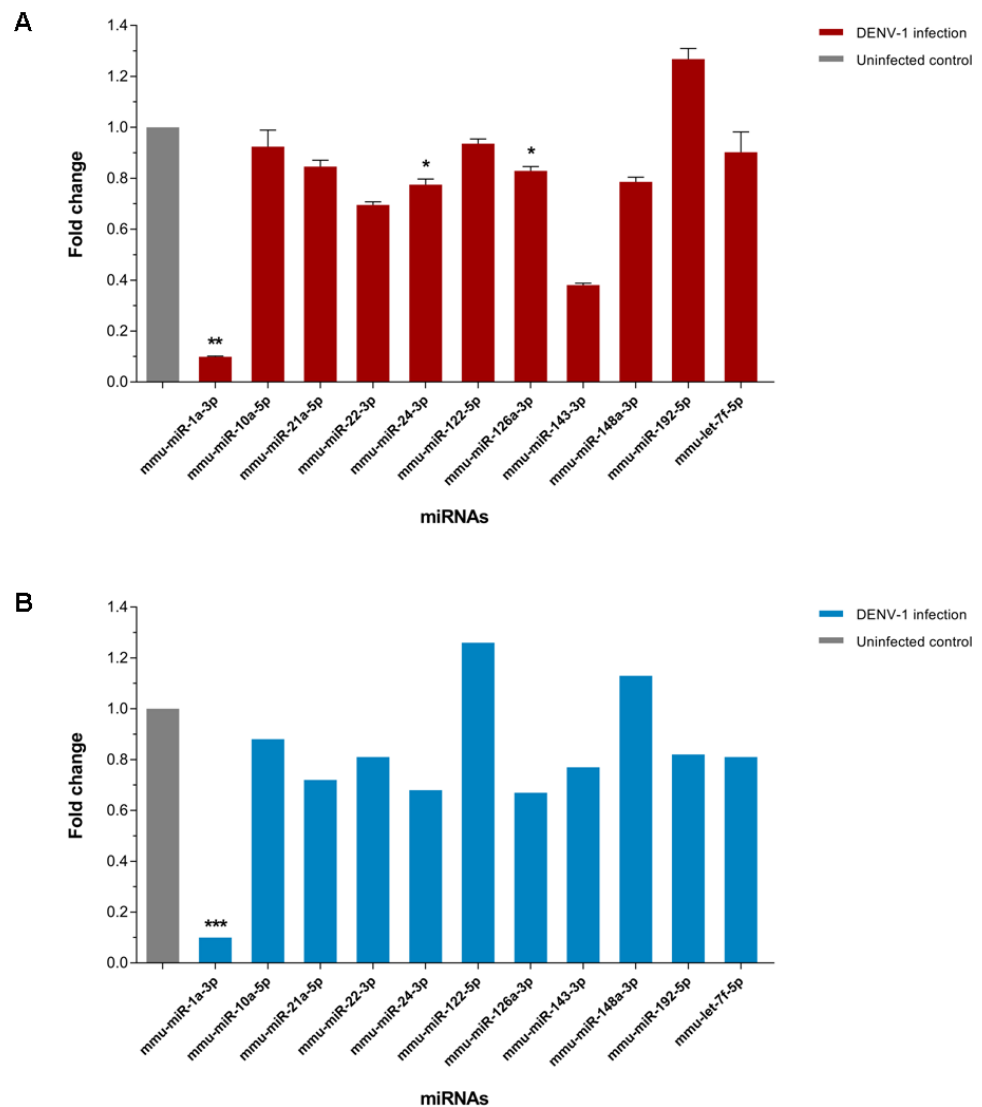 A
DENV-1 infection
Uninfected control
1.4
1.2
1.0
0.8
0.6
0.4
0.2
0.0
Fold change
**
*
*
mmu-miR-1a-3p
mmu-miR-10a-5p
mmu-miR-21a-5p
mmu-miR-22-3p
mmu-miR-24-3p
mmu-miR-122-5p
mmu-miR-126a-3p
mmu-miR-143-3p
mmu-miR-148a-3p
mmu-miR-192-5p
mmu-let-7f-5p
miRNAs
B
DENV-1 infection
Uninfected control
1.4
1.2
1.0
0.8
0.6
0.4
0.2
0.0
Fold change
***
mmu-miR-1a-3p
mmu-miR-10a-5p
mmu-miR-21a-5p
mmu-miR-22-3p
mmu-miR-24-3p
mmu-miR-122-5p
mmu-miR-126a-3p
mmu-miR-143-3p
mmu-miR-148a-3p
mmu-miR-192-5p
mmu-let-7f-5p
miRNAs